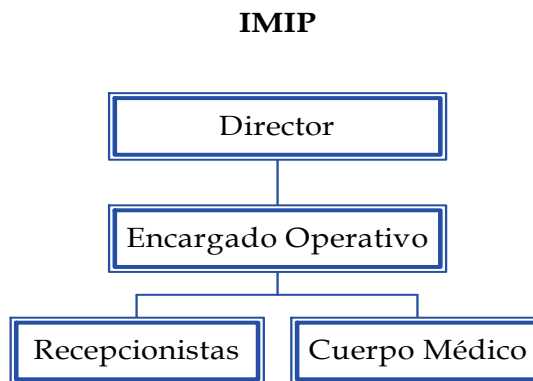 IMIP
Director
Encargado Operativo
Recepcionistas
Cuerpo Médico